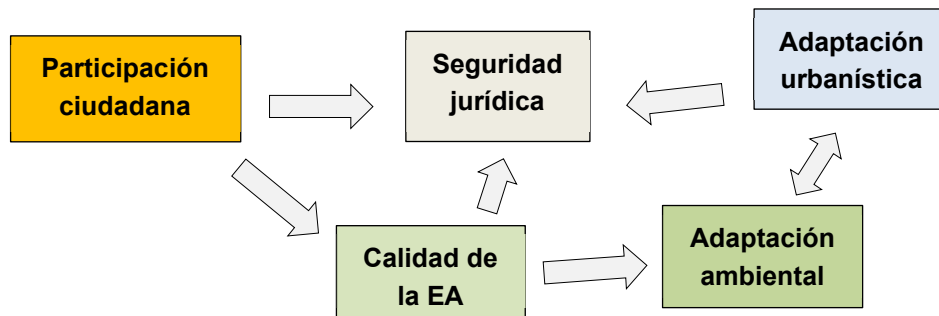 Participación
ciudadana
Seguridad
jurídica
Adaptación
urbanística
Calidad de
la EA
Adaptación
ambiental